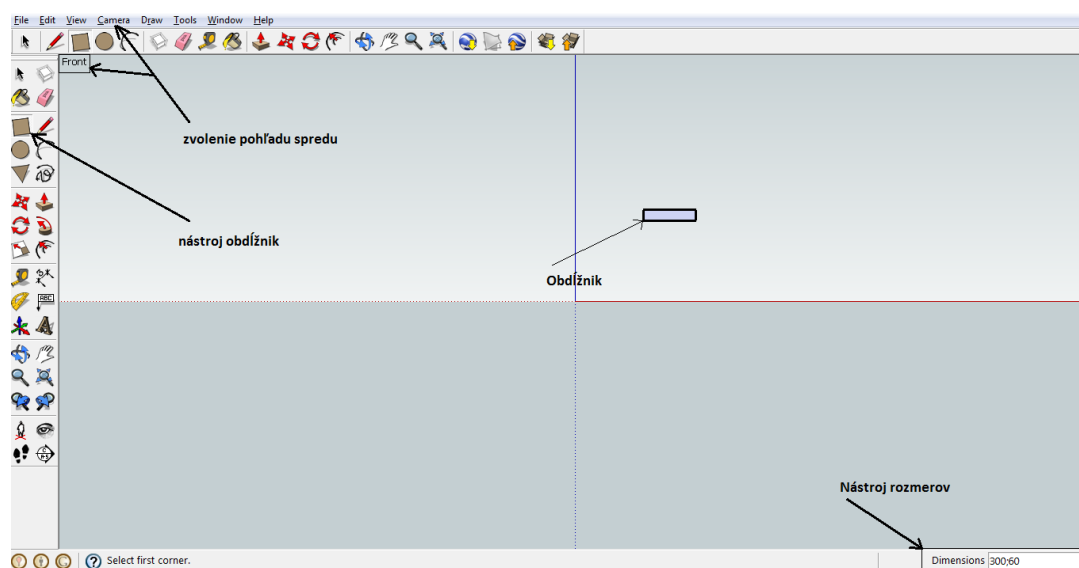 File Edit View Camera Draw Tools Window Help
Front
zvolenie pohľadu spredu
nástroj obdĺžnik
Obdĺžnik
ABC
Nástroj rozmerov
Select first corner.
Dimensions 300;60